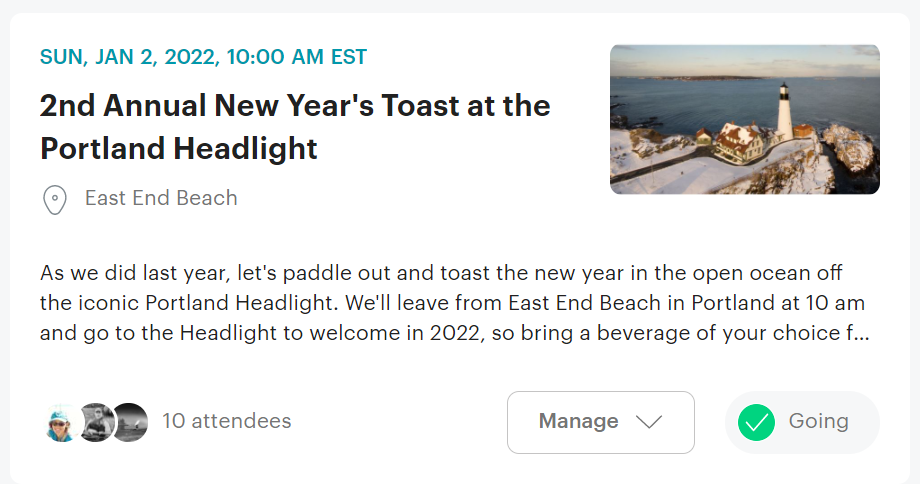 SUN, JAN 2, 2022, 10:00 AM EST
2nd Annual New Year's Toast at the
Portland Headlight
East End Beach
As we did last year, let's paddle out and toast the new year in the open ocean off
the iconic Portland Headlight. We'll leave from East End Beach in Portland at 10 am
and go to the Headlight to welcome in 2022, so bring a beverage of your choice f...
10 attendees
Manage
Going